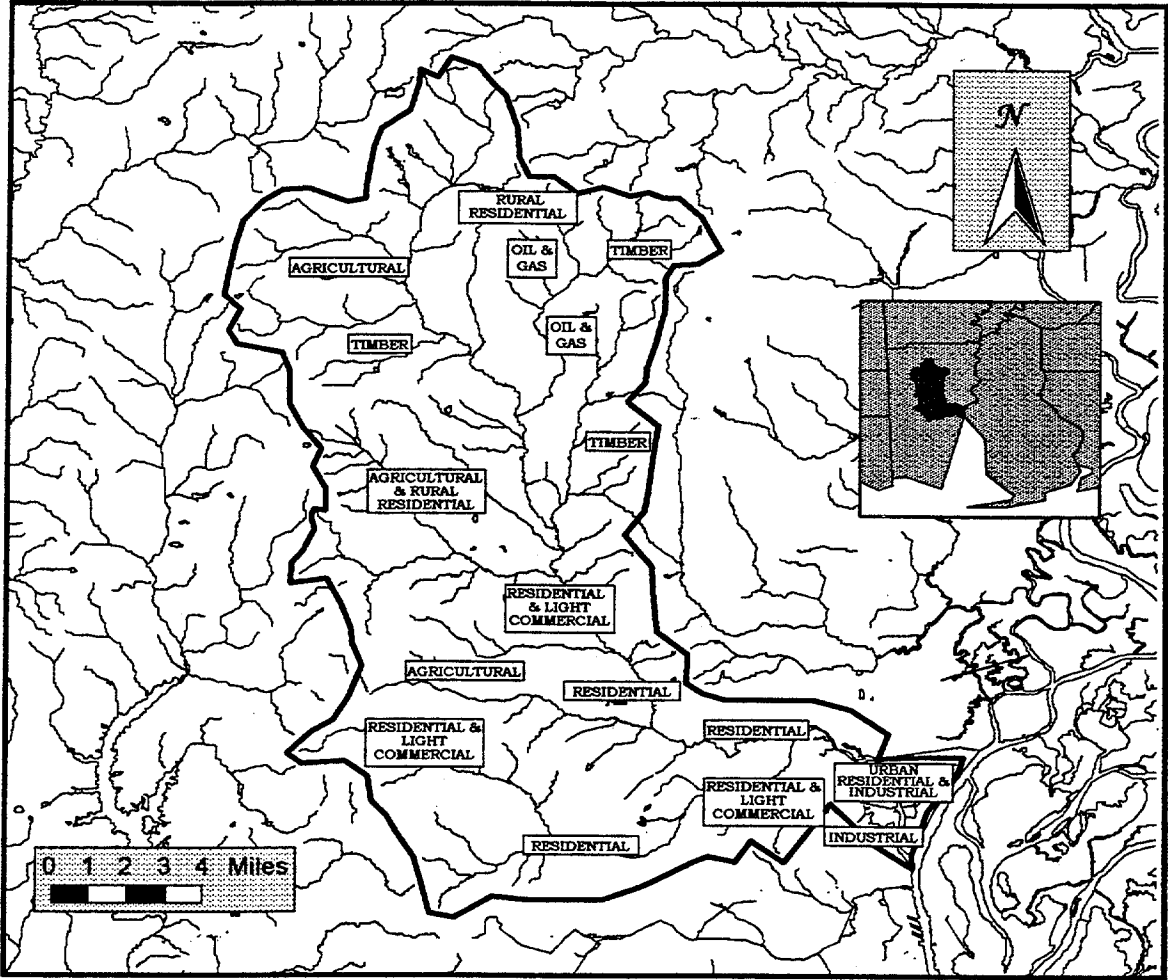 N
RURAL
RESIDENTIAL
OIL &
GAS
TIMBER
AGRICULTURAL
OIL &
GAS
TIMBER
TIMBER
AGRICULTURAL
& RURAL
RESIDENTIAL
RESIDENTIAL
& LIGHT
COMMERCIAL
AGRICULTURAL
RESIDENTIAL
RESIDENTIAL &
LIGHT
COMMERCIAL
RESIDENTIAL
URBAN
RESIDENTIAL &
INDUSTRIAL
RESIDENTIAL &
LIGHT
COMMERCIAL
INDUSTRIAL
RESIDENTIAL
0 1 2 3 4 Miles